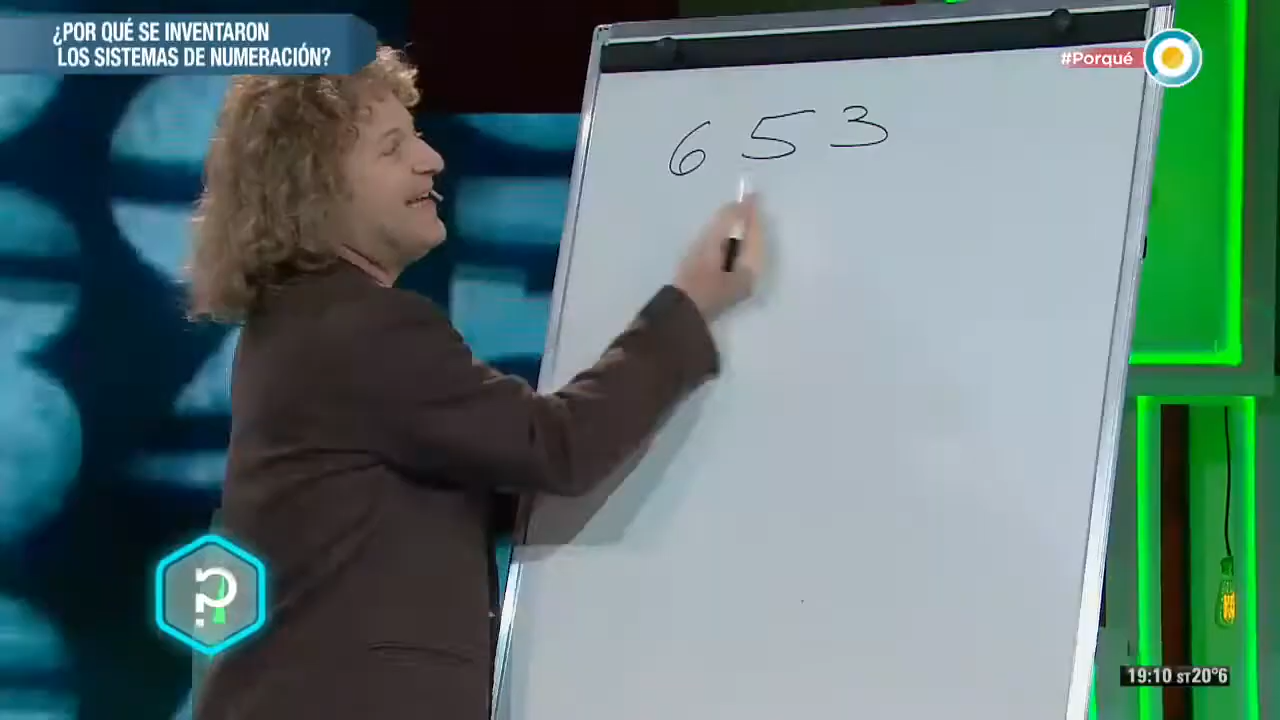 ¿POR QUÉ SE INVENTARON
LOS SISTEMAS DE NUMERACIÓN?
#Porqué
6 5 3
?
19:10 ST20°6